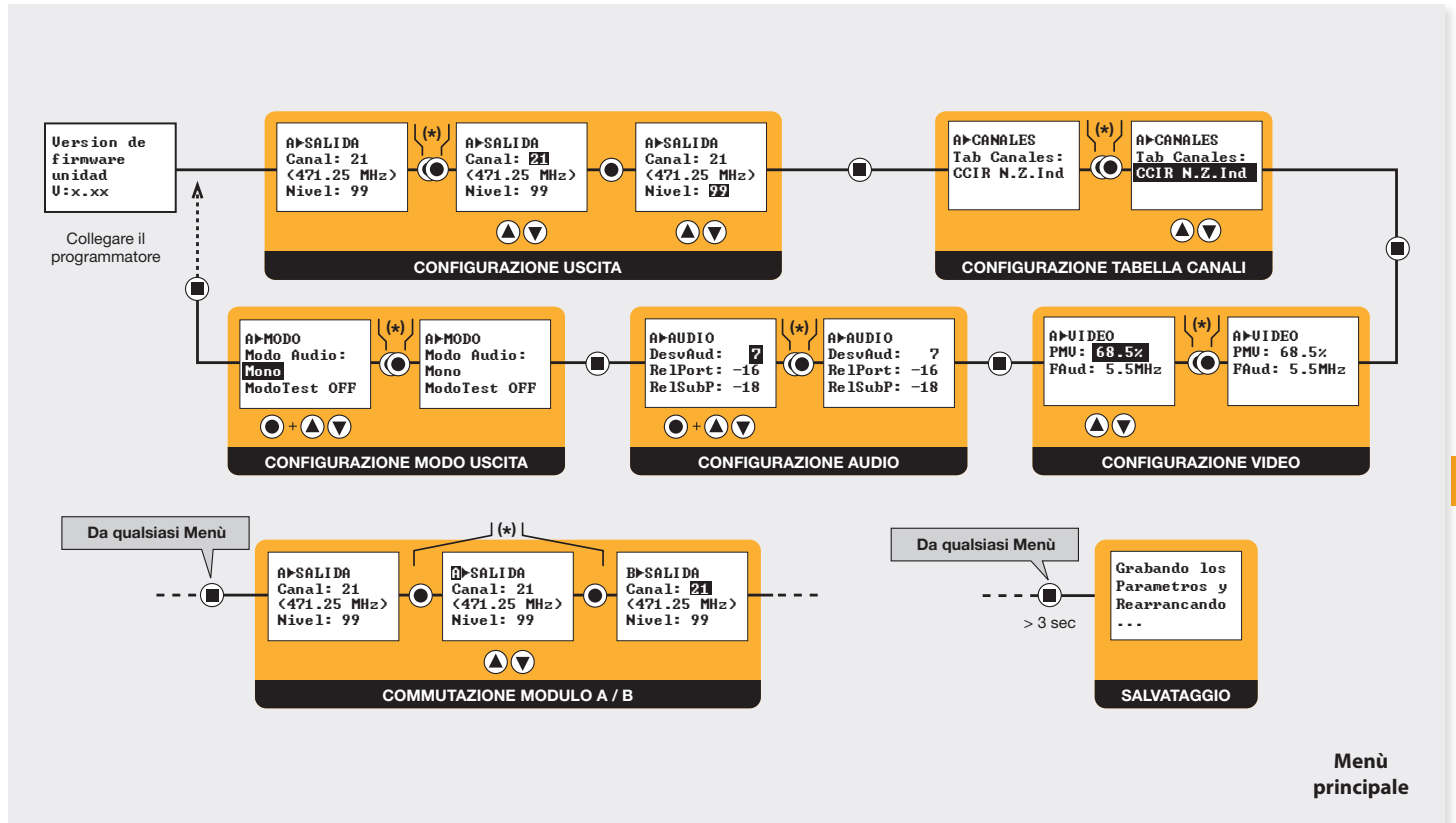 Version de
firmware
unidad
V:x.xx
Collegare il
programmatore
A▶SALIDA
Canal: 21
(471.25 MHz)
Nivel: 99
(*)
A▶SALIDA
Canal: 21
(471.25 MHz)
Nivel: 99
A▶SALIDA
Canal: 21
(471.25 MHz)
Nivel: 99
CONFIGURAZIONE USCITA
A▶CANALES
Tab Canales:
CCIR N.Z.Ind
(*)
A▶CANALES
Tab Canales:
CCIR N.Z.Ind
CONFIGURAZIONE TABELLA CANALI
A▶MODO
Modo Audio:
Mono
ModoTest OFF
(*)
A▶MODO
Modo Audio:
Mono
ModoTest OFF
+
CONFIGURAZIONE MODO USCITA
A▶AUDIO
DesvAud: 7
RelPort: -16
RelSubP: -18
(*)
A▶AUDIO
DesvAud: 7
RelPort: -16
RelSubP: -18
+
CONFIGURAZIONE AUDIO
A▶VIDEO
PMV: 68.5%
FAud: 5.5MHz
(*)
A▶VIDEO
PMV: 68.5%
FAud: 5.5MHz
CONFIGURAZIONE VIDEO
Da qualsiasi Menù
A▶SALIDA
Canal: 21
(471.25 MHz)
Nivel: 99
(*)
A▶SALIDA
Canal: 21
(471.25 MHz)
Nivel: 99
B▶SALIDA
Canal: 21
(471.25 MHz)
Nivel: 99
COMMUTAZIONE MODULO A / B
Da qualsiasi Menù
> 3 sec
Grabando los
Parametros y
Rearrancando
...
SALVATAGGIO
Menù
principale